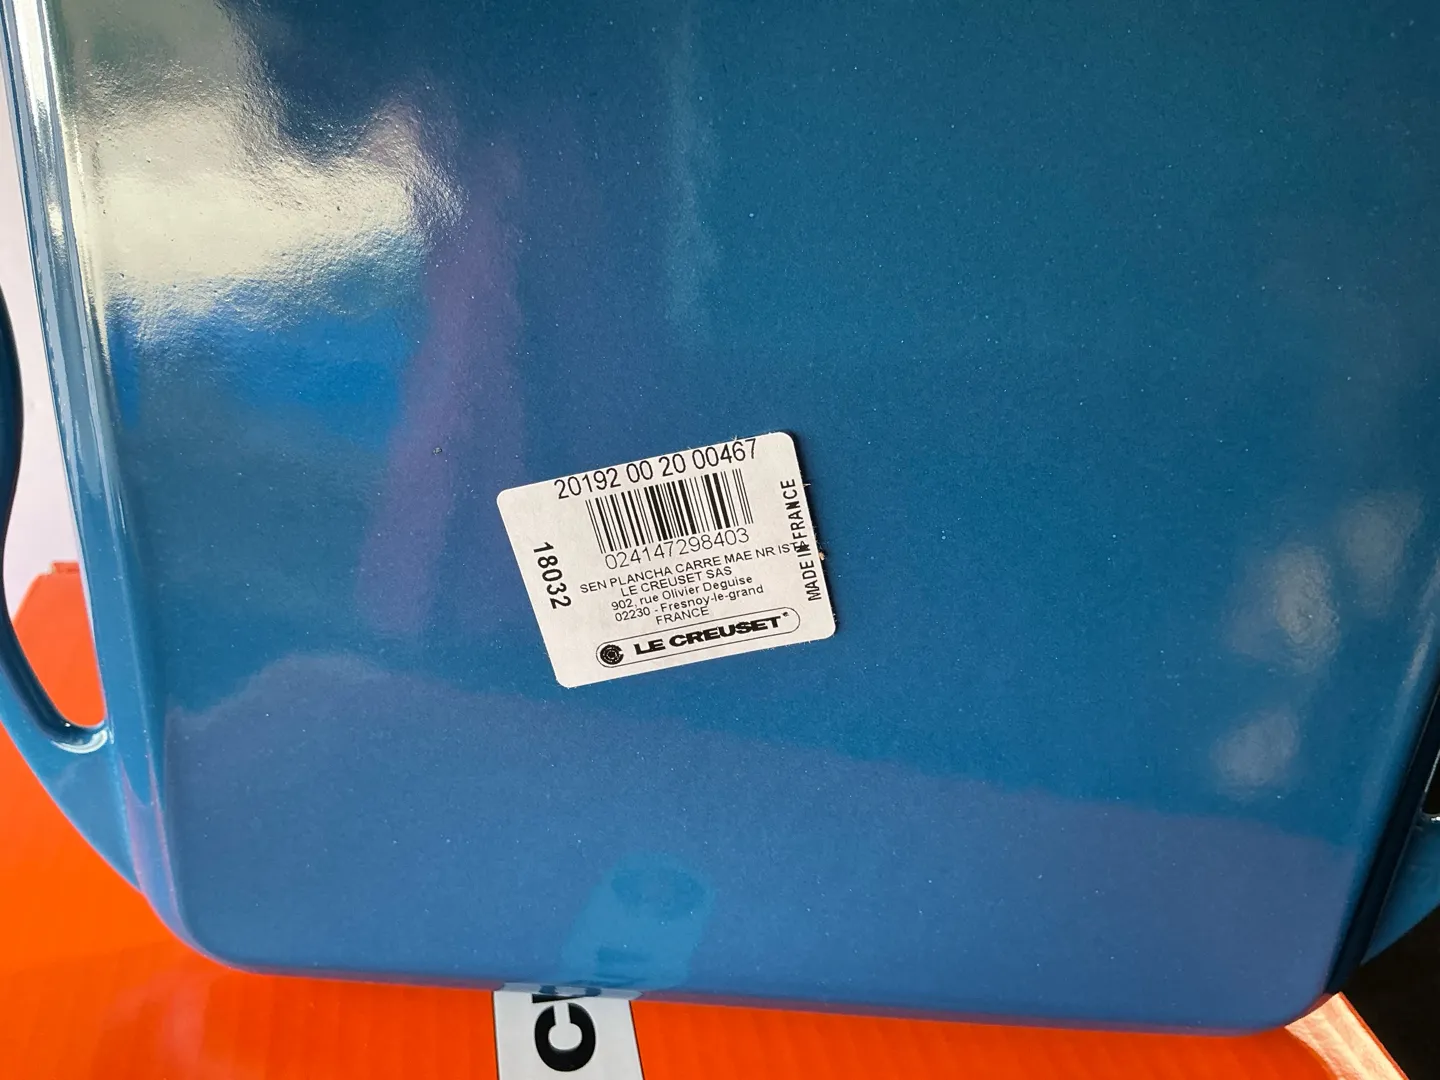 20192 00 20 00467
024147298403
18032
SEN PLANCHA CARRE MAE NR IST
LE CREUSET SAS
902, rue Olivier Deguise
02230 - Fresnoy-le-grand
FRANCE
LE CREUSET
MADE IN FRANCE